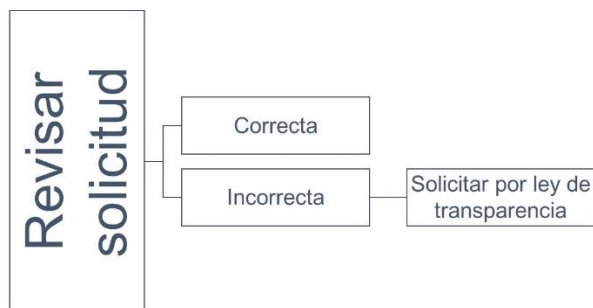 Revisar
solicitud
Correcta
Incorrecta
Solicitar por ley de
transparencia